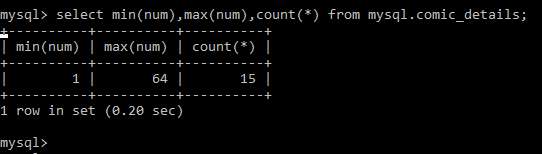 mysql> select min(num),max(num),count(*) from mysql.comic_details;
+----------+----------+----------+
| min(num) | max(num) | count(*) |
+----------+----------+----------+
|        1 |       64 |       15 |
+----------+----------+----------+
1 row in set (0.20 sec)
mysql>